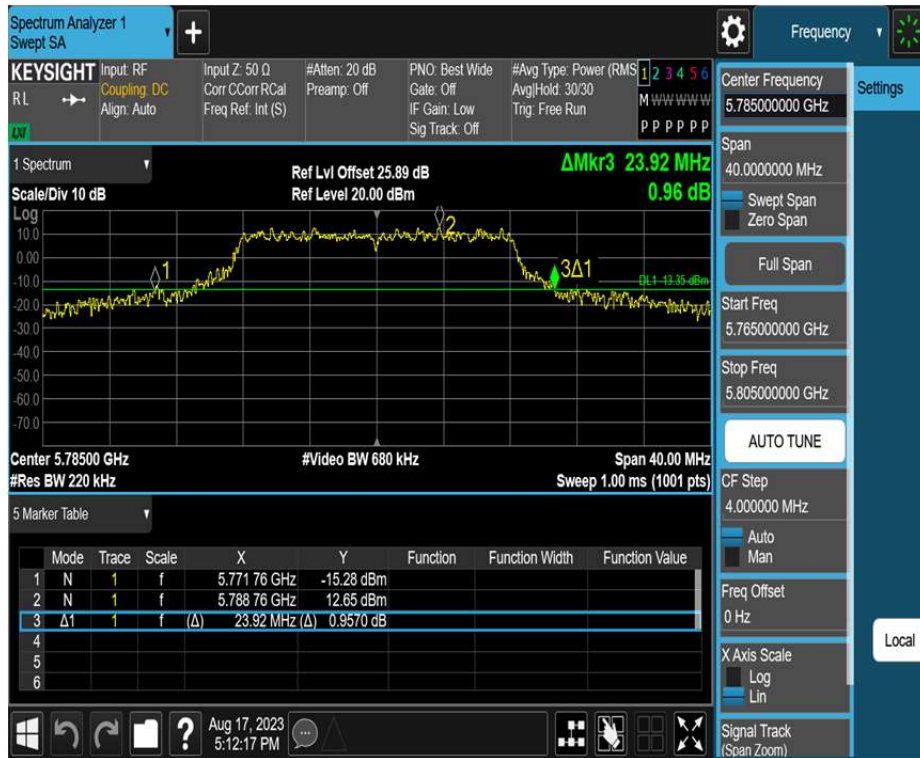 Spectrum Analyzer 1
Swept SA
+
Frequency
KEYSIGHT
RL
LXI
Input: RF
Coupling: DC
Align: Auto
Input Z: 50 Ω
Corr CCorr RCal
Freq Ref: Int (S)
#Atten: 20 dB
Preamp: Off
PNO: Best Wide
Gate: Off
IF Gain: Low
Sig Track: Off
#Avg Type: Power (RMS
Avg|Hold: 30/30
Trig: Free Run
1 2 3 4 5 6
M W W W W W
P P P P P P
1 Spectrum
Scale/Div 10 dB
Ref Lvl Offset 25.89 dB
Ref Level 20.00 dBm
ΔMkr3 23.92 MHz
0.96 dB
Log
10.0
0.00
-10.0
-20.0
-30.0
-40.0
-50.0
-60.0
-70.0
1
2
3Δ1
DL1 -13.35 dBm
Center 5.78500 GHz
#Res BW 220 kHz
#Video BW 680 kHz
Span 40.00 MHz
Sweep 1.00 ms (1001 pts)
5 Marker Table
Mode Trace Scale X Y Function Function Width Function Value
1 N 1 f 5.771 76 GHz -15.28 dBm
2 N 1 f 5.788 76 GHz 12.65 dBm
3 Δ1 1 f (Δ) 23.92 MHz (Δ) 0.9570 dB
4
5
6
?
Aug 17, 2023
5:12:17 PM
Center Frequency
5.785000000 GHz
Span
40.0000000 MHz
Swept Span
Zero Span
Full Span
Start Freq
5.765000000 GHz
Stop Freq
5.805000000 GHz
AUTO TUNE
CF Step
4.000000 MHz
Auto
Man
Freq Offset
0 Hz
X Axis Scale
Log
Lin
Signal Track
(Span Zoom)
Settings
Local